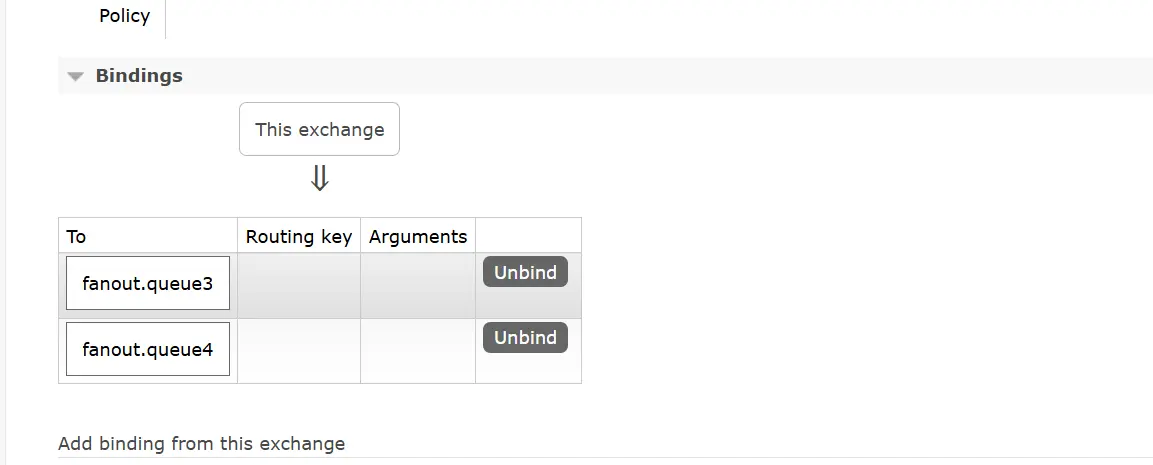 Policy
Bindings
This exchange
⇓
To Routing key Arguments
fanout.queue3 Unbind
fanout.queue4 Unbind
Add binding from this exchange